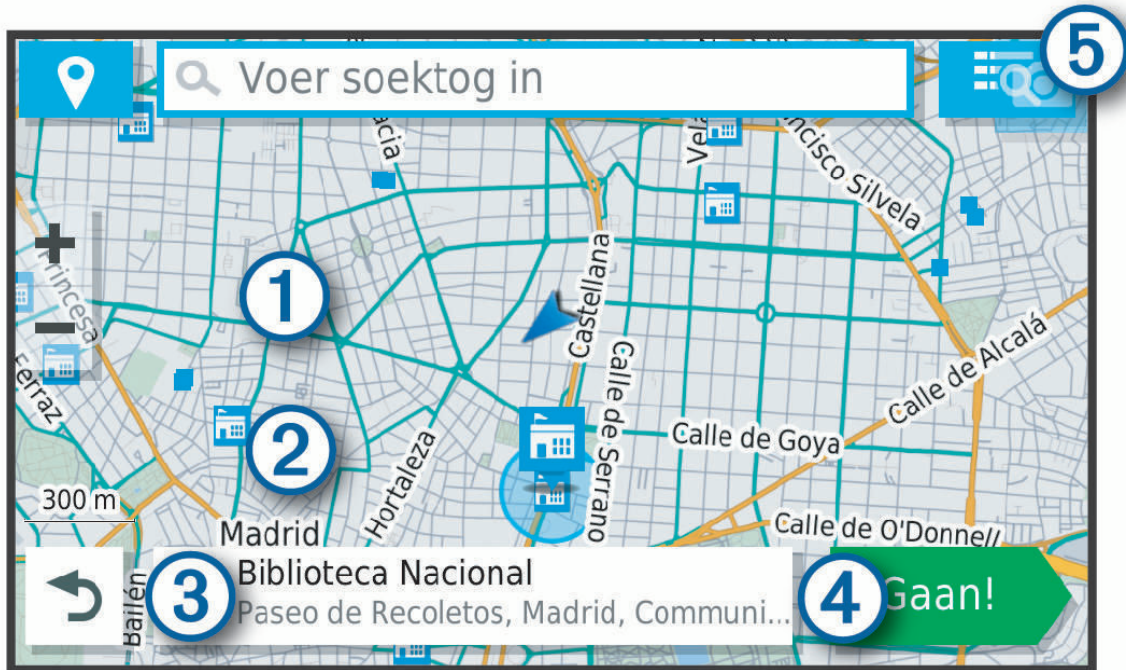 5
Voer soektog in
acia
Vela
ncisco Silvela
+
Princesa
1
Castellana
−
Ferraz
Calle de Serrano
Calle de Alcalá
2
Calle de Goya
Hortaleza
300 m
Madrid
Calle de O'Donnell
Bailén
3
Biblioteca Nacional
Paseo de Recoletos, Madrid, Communi...
4
Gaan!